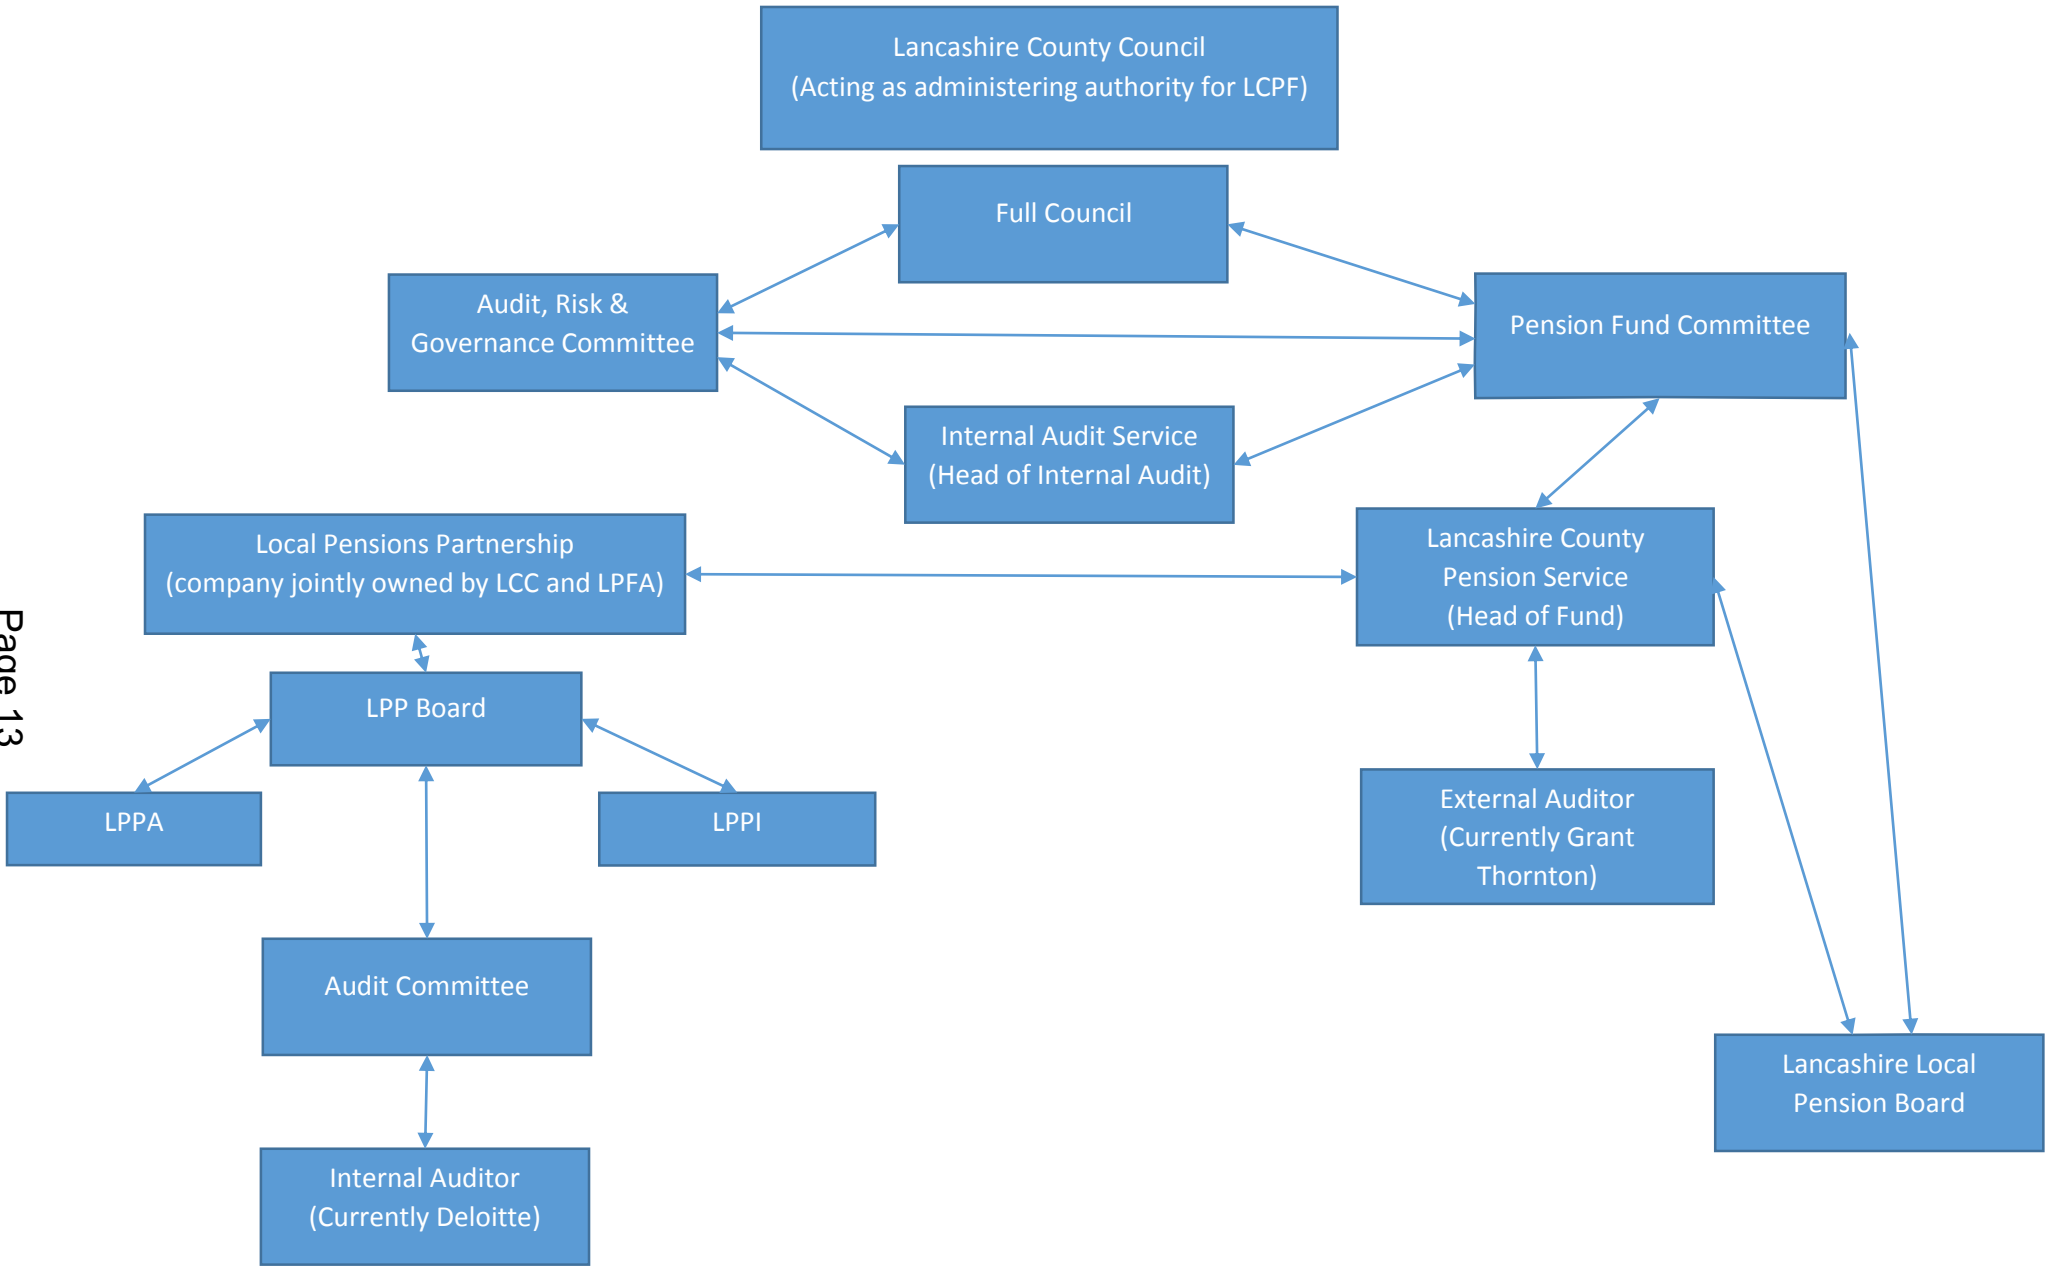 Lancashire County Council
(Acting as administering authority for LCPF)
Full Council
Audit, Risk &
Governance Committee
Pension Fund Committee
Internal Audit Service
(Head of Internal Audit)
Local Pensions Partnership
(company jointly owned by LCC and LPFA)
Lancashire County
Pension Service
(Head of Fund)
LPP Board
LPPA
LPPI
External Auditor
(Currently Grant
Thornton)
Audit Committee
Lancashire Local
Pension Board
Internal Auditor
(Currently Deloitte)
Page 13